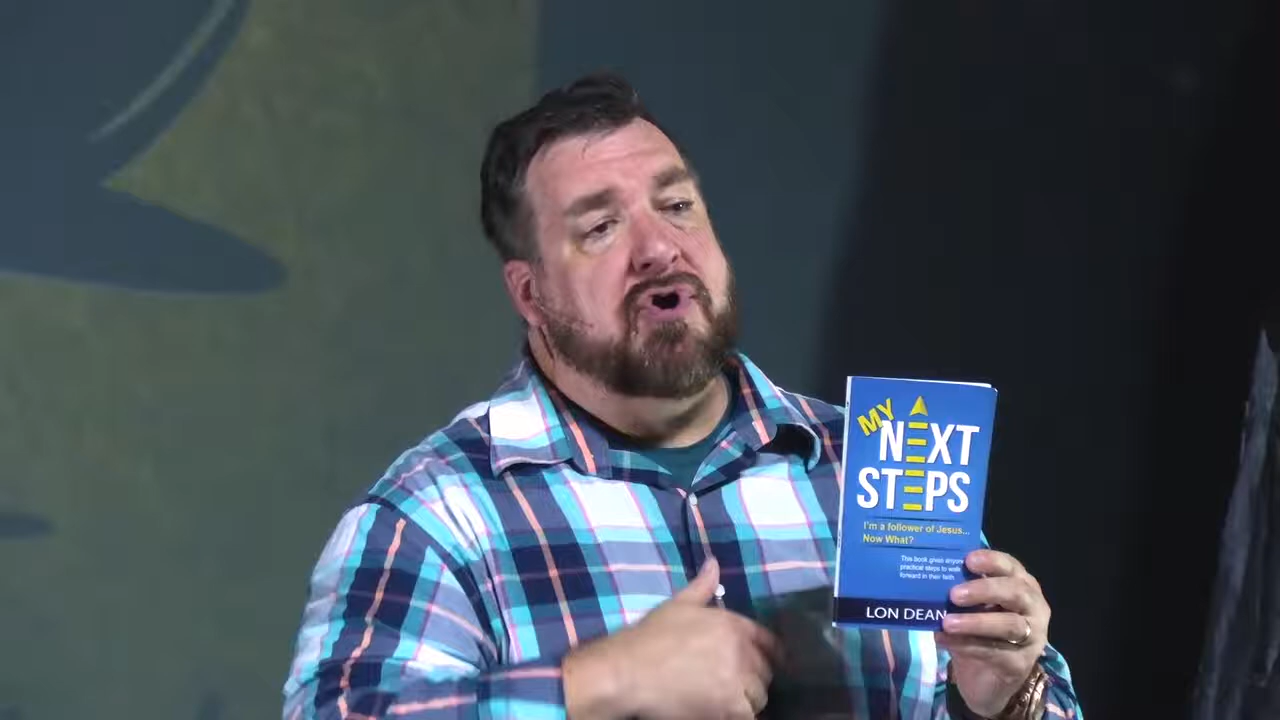 MY
NEXT
STEPS
I'm a follower of Jesus...
Now What?
This book gives anyone
practical steps to walk
forward in their faith.
LON DEAN